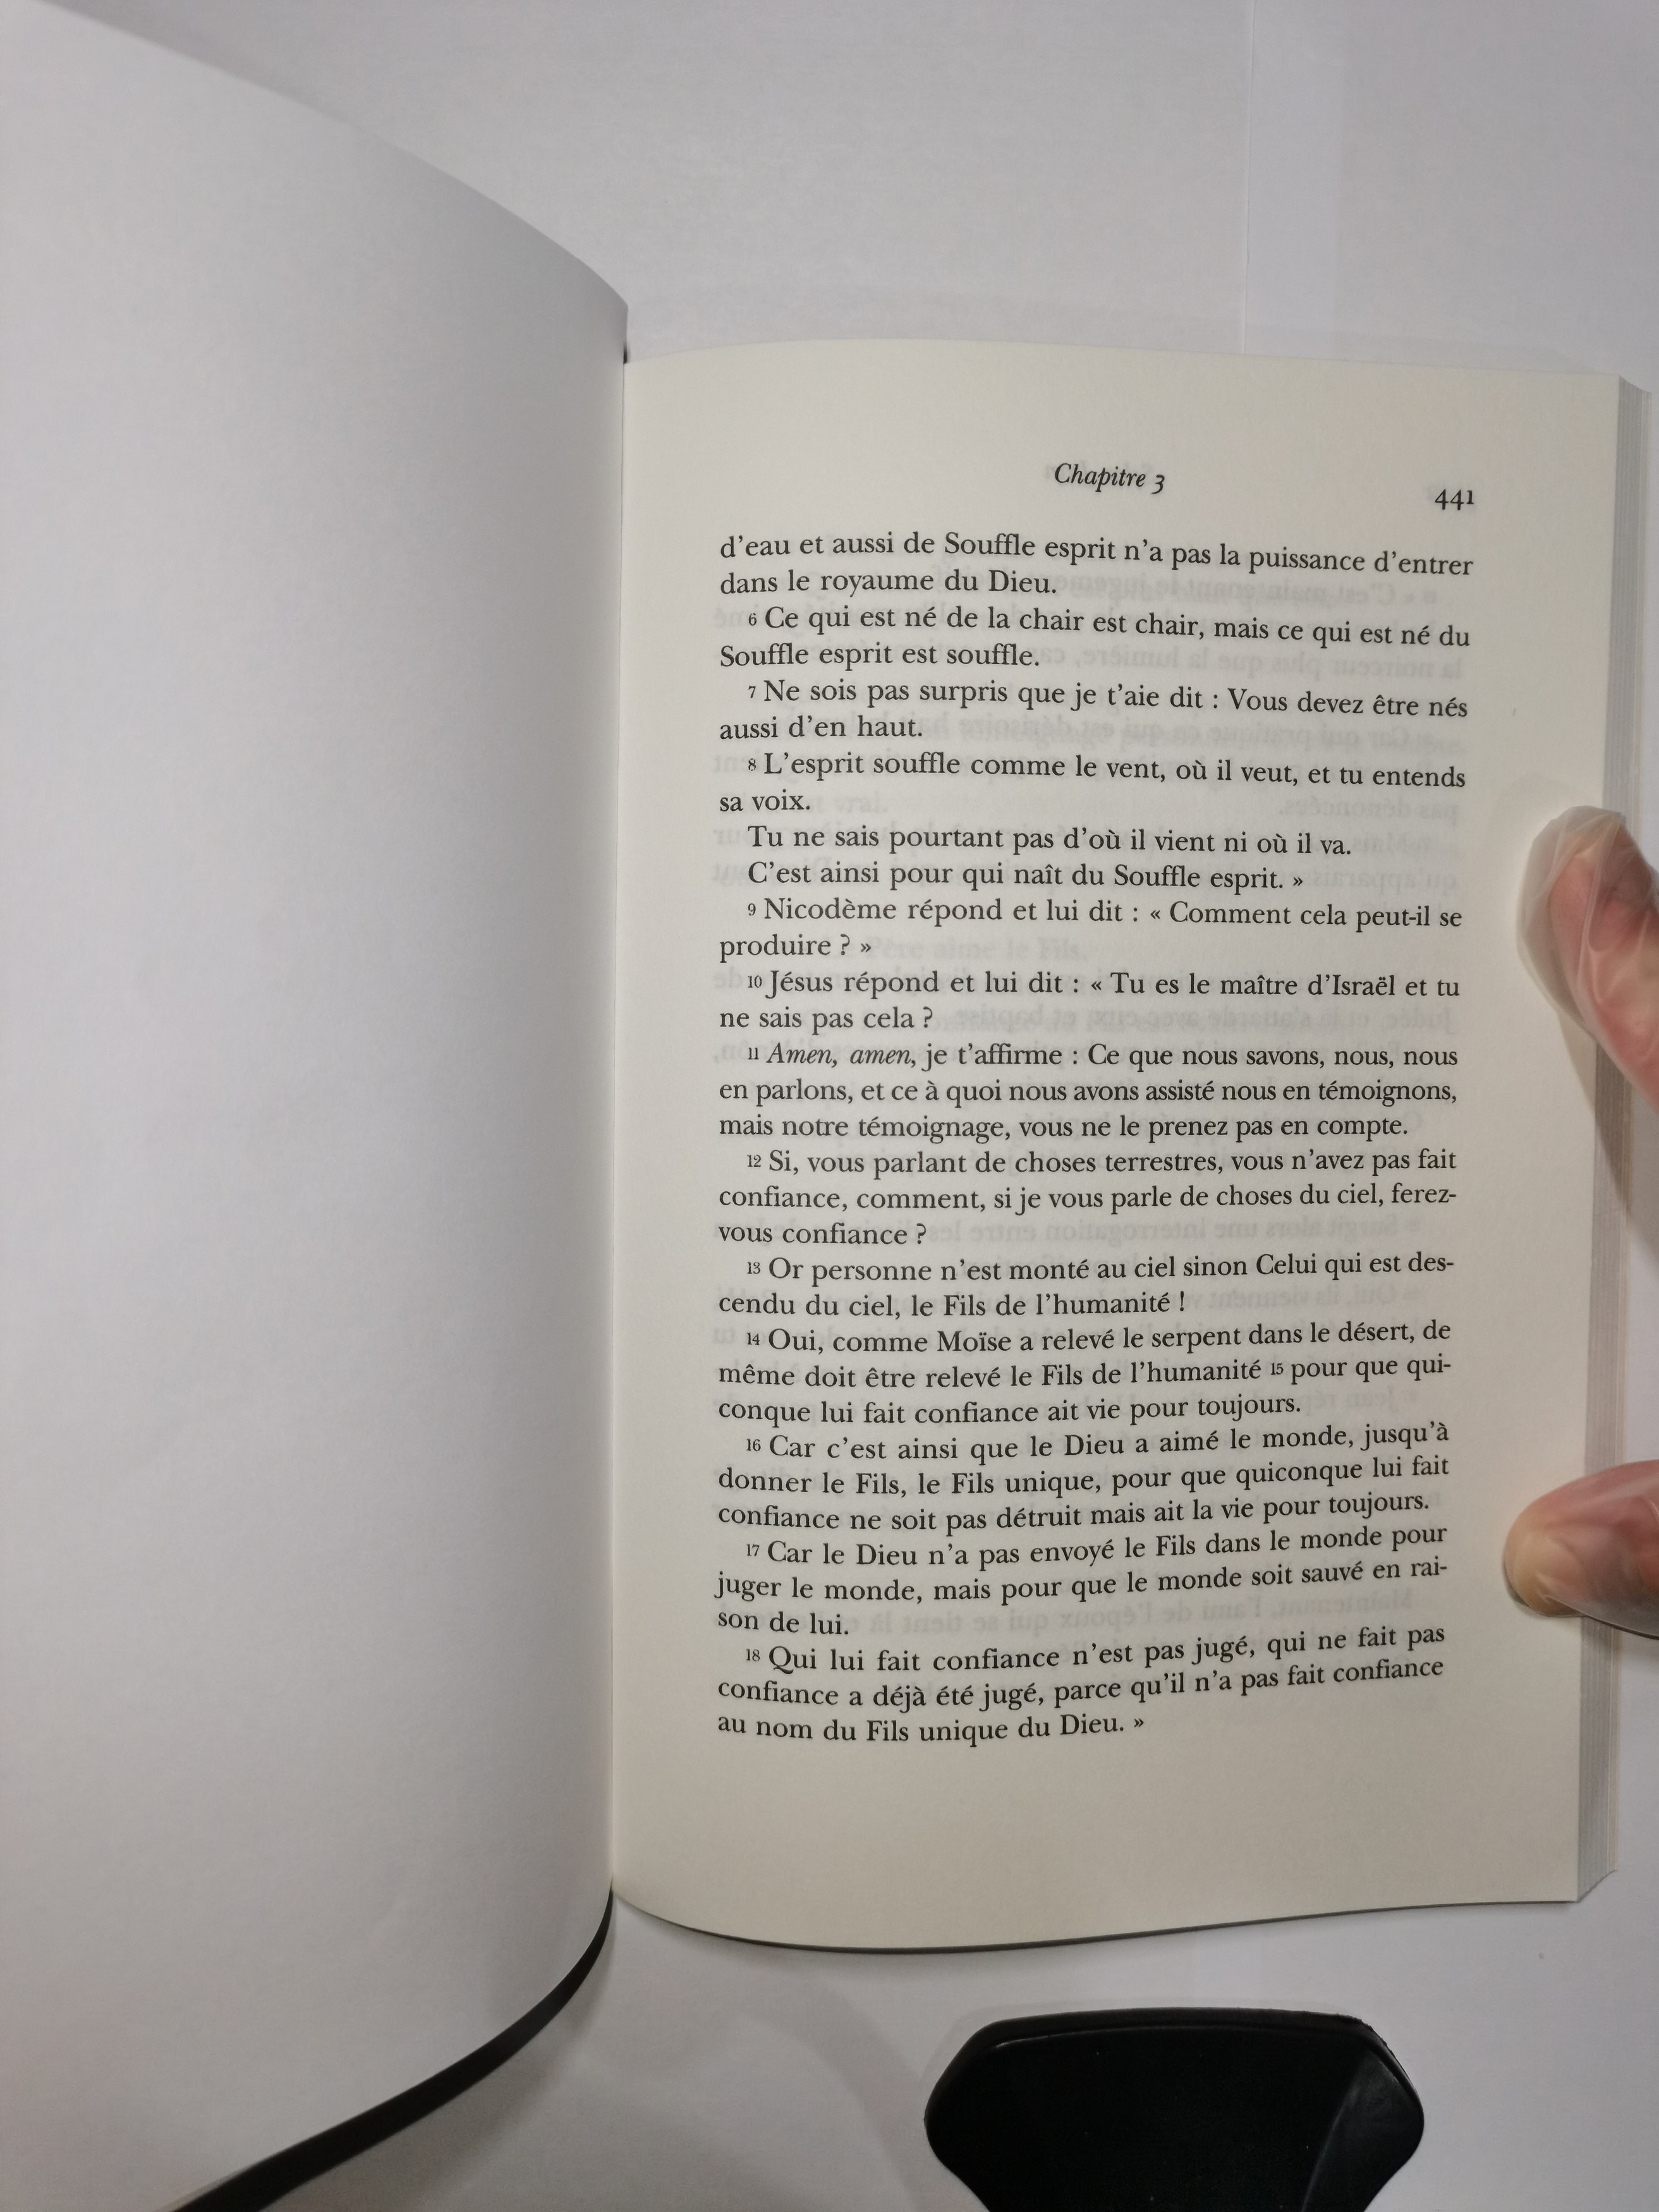 Chapitre 3
441
d'eau et aussi de Souffle esprit n'a pas la puissance d'entrer
dans le royaume du Dieu.
6 Ce qui est né de la chair est chair, mais ce qui est né du
Souffle esprit est souffle.
7 Ne sois pas surpris que je t'aie dit : Vous devez être nés
aussi d'en haut.
8 L'esprit souffle comme le vent, où il veut, et tu entends
sa voix.
Tu ne sais pourtant pas d'où il vient ni où il va.
C'est ainsi pour qui naît du Souffle esprit. »
9 Nicodème répond et lui dit : « Comment cela peut-il se
produire ? »
10 Jésus répond et lui dit : « Tu es le maître d'Israël et tu
ne sais pas cela ?
11 Amen, amen, je t'affirme : Ce que nous savons, nous, nous
en parlons, et ce à quoi nous avons assisté nous en témoignons,
mais notre témoignage, vous ne le prenez pas en compte.
12 Si, vous parlant de choses terrestres, vous n'avez pas fait
confiance, comment, si je vous parle de choses du ciel, ferez-
vous confiance ?
13 Or personne n'est monté au ciel sinon Celui qui est des-
cendu du ciel, le Fils de l'humanité !
14 Oui, comme Moïse a relevé le serpent dans le désert, de
même doit être relevé le Fils de l'humanité 15 pour que qui-
conque lui fait confiance ait vie pour toujours.
16 Car c'est ainsi que le Dieu a aimé le monde, jusqu'à
donner le Fils, le Fils unique, pour que quiconque lui fait
confiance ne soit pas détruit mais ait la vie pour toujours.
17 Car le Dieu n'a pas envoyé le Fils dans le monde pour
juger le monde, mais pour que le monde soit sauvé en rai-
son de lui.
18 Qui lui fait confiance n'est pas jugé, qui ne fait pas
confiance a déjà été jugé, parce qu'il n'a pas fait confiance
au nom du Fils unique du Dieu. »